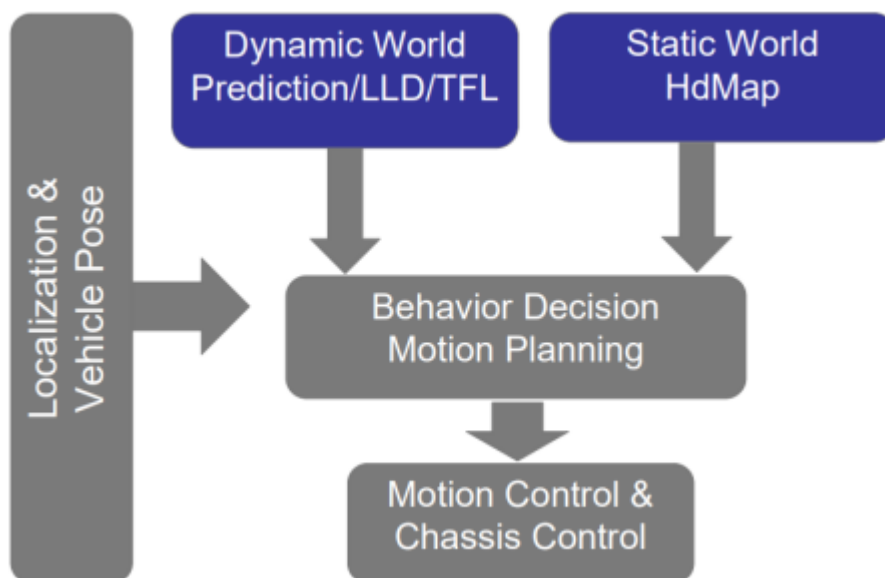 Localization &
Vehicle Pose
Dynamic World
Prediction/LLD/TFL
Static World
HdMap
Behavior Decision
Motion Planning
Motion Control &
Chassis Control